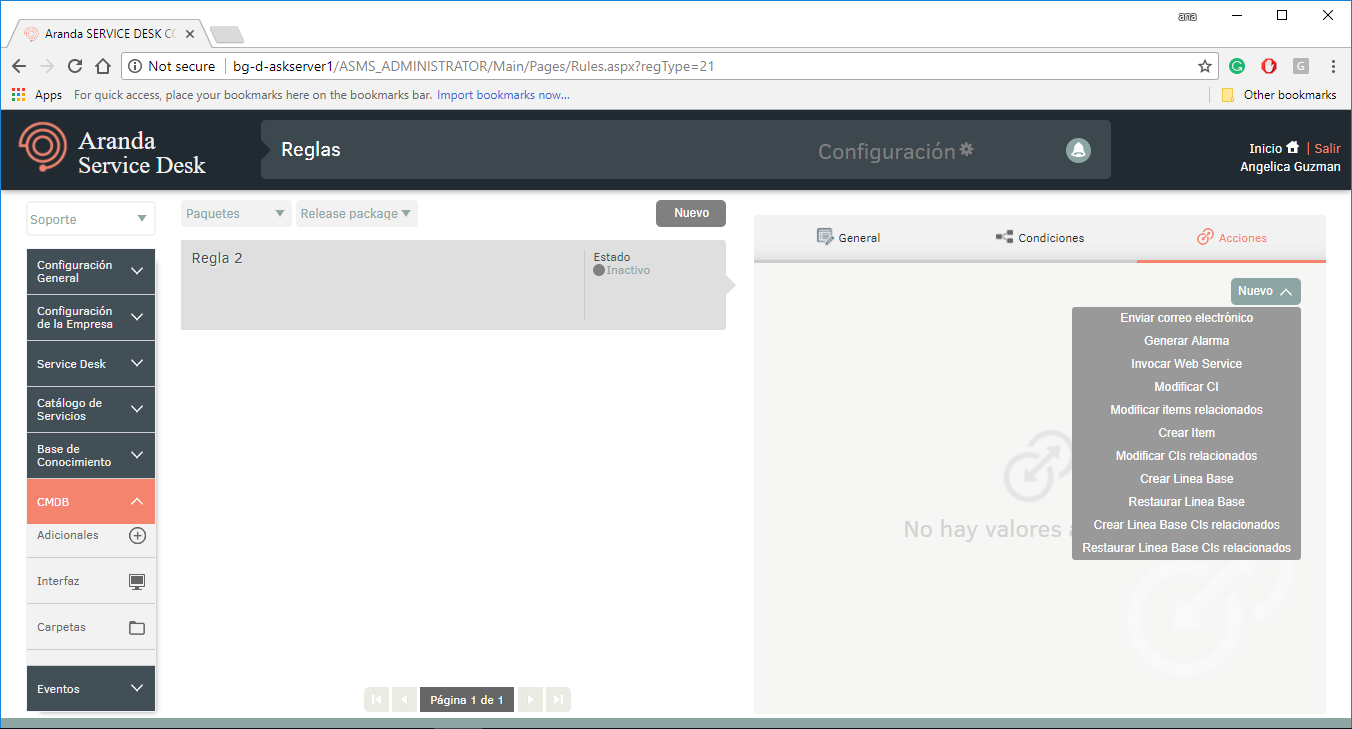 ana
Aranda SERVICE DESK CO
Not secure
bg-d-askserver1/ASMS_ADMINISTRATOR/Main/Pages/Rules.aspx?regType=21
G
G
Apps
For quick access, place your bookmarks here on the bookmarks bar.
Import bookmarks now...
Other bookmarks
Aranda
Service Desk
Reglas
Configuración
Inicio
| Salir
Angelica Guzman
Soporte
Configuración
General
Configuración
de la Empresa
Service Desk
Catálogo de
Servicios
Base de
Conocimiento
CMDB
Adicionales
Interfaz
Carpetas
Eventos
Paquetes
Release package
Nuevo
Regla 2
Estado
Inactivo
Página 1 de 1
General
Condiciones
Acciones
Nuevo
Enviar correo electrónico
Generar Alarma
Invocar Web Service
Modificar CI
Modificar items relacionados
Crear Item
Modificar CIs relacionados
Crear Linea Base
Restaurar Linea Base
Crear Linea Base CIs relacionados
Restaurar Linea Base CIs relacionados
No hay valores